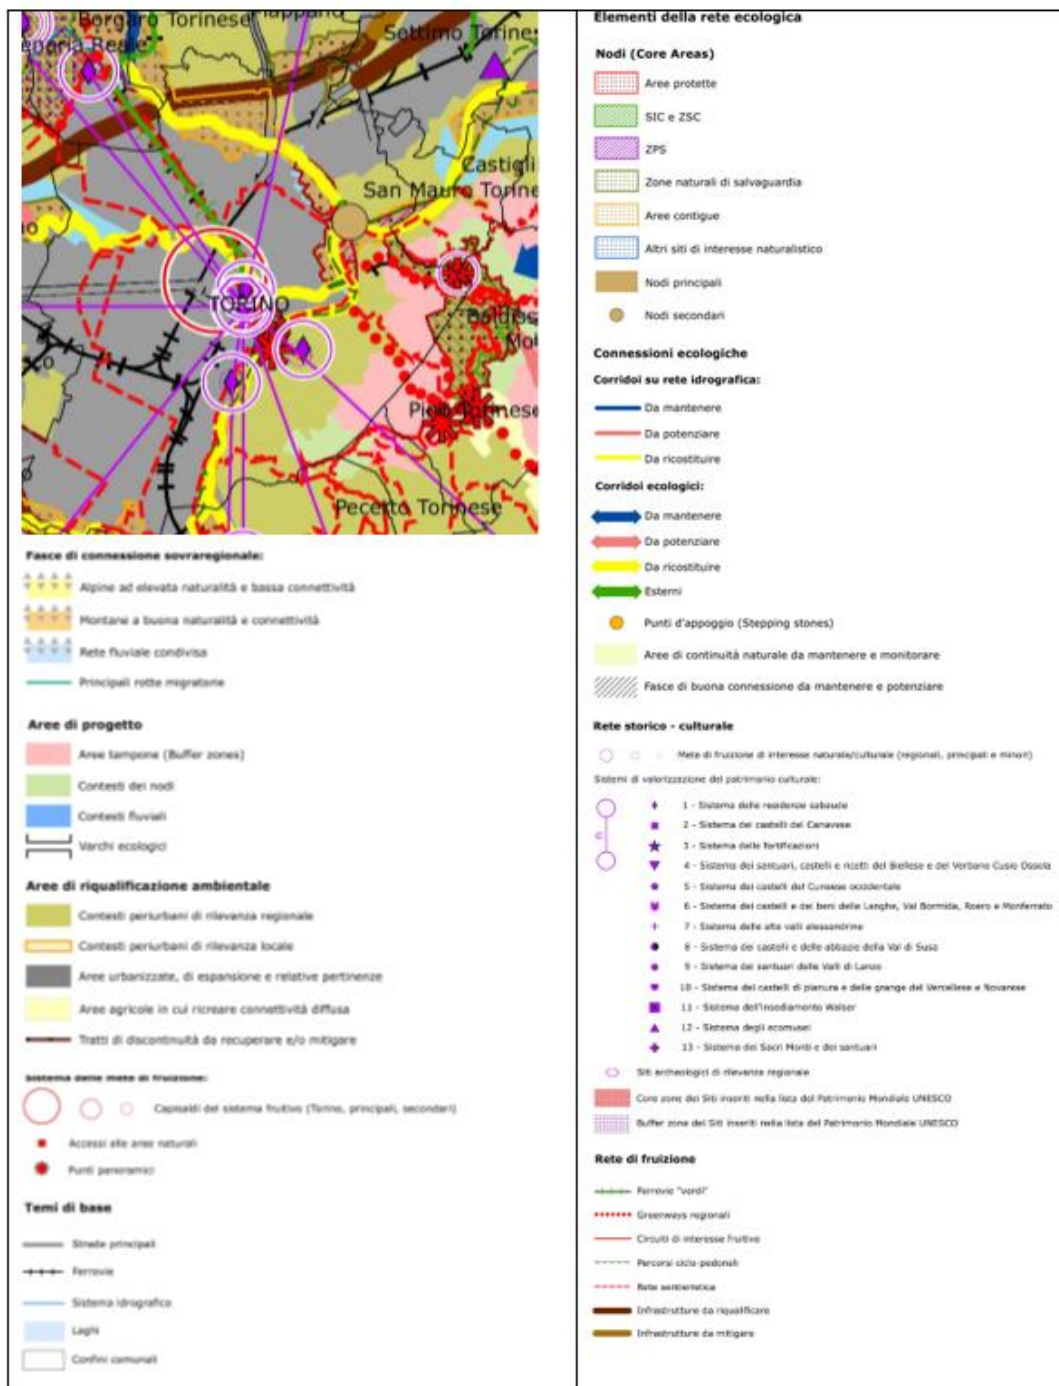 Borgaro Torinese
Mappano
Settimo Torine
enaria Reale
Castigli
San Mauro Torine
TORINO
Baldiss
Pino Torinese
Pecetto Torinese
Fasce di connessione sovraregionale:
Alpine ad elevata naturalità e bassa connettività
Montane a buona naturalità e connettività
Rete fluviale condivisa
Principali rotte migratorie
Aree di progetto
Aree tampone (Buffer zones)
Contesti dei nodi
Contesti fluviali
Varchi ecologici
Aree di riqualificazione ambientale
Contesti periurbani di rilevanza regionale
Contesti periurbani di rilevanza locale
Aree urbanizzate, di espansione e relative pertinenze
Aree agricole in cui ricreare connettività diffusa
Tratti di discontinuità da recuperare e/o mitigare
Sistema delle mete di fruizione:
Capisaldi del sistema fruitivo (Torino, principali, secondari)
Accessi alle aree naturali
Punti panoramici
Temi di base
Strade principali
Ferrovie
Sistema idrografico
Laghi
Confini comunali
Elementi della rete ecologica
Nodi (Core Areas)
Aree protette
SIC e ZSC
ZPS
Zone naturali di salvaguardia
Aree contigue
Altri siti di interesse naturalistico
Nodi principali
Nodi secondari
Connessioni ecologiche
Corridoi su rete idrografica:
Da mantenere
Da potenziare
Da ricostituire
Corridoi ecologici:
Da mantenere
Da potenziare
Da ricostituire
Esterni
Punti d'appoggio (Stepping stones)
Aree di continuità naturale da mantenere e monitorare
Fasce di buona connessione da mantenere e potenziare
Rete storico - culturale
Mete di fruizione di interesse naturale/culturale (regionali, principali e minori)
Sistemi di valorizzazione del patrimonio culturale:
1 - Sistema delle residenze sabaude
2 - Sistema dei castelli del Canavese
3 - Sistema delle fortificazioni
4 - Sistema dei santuari, castelli e ricetti del Biellese e del Verbano Cusio Ossola
5 - Sistema dei castelli del Cuneese occidentale
6 - Sistema dei castelli e dei beni delle Langhe, Val Bormida, Roero e Monferrato
7 - Sistema delle alte valli alessandrine
8 - Sistema dei castelli e delle abbazie della Val di Susa
9 - Sistema dei santuari delle Valli di Lanzo
10 - Sistema dei castelli di pianura e delle grange del Vercellese e Novarese
11 - Sistema dell'insediamento Walser
12 - Sistema degli ecomusei
13 - Sistema dei Sacri Monti e dei santuari
Siti archeologici di rilevanza regionale
Core zone dei Siti inseriti nella lista del Patrimonio Mondiale UNESCO
Buffer zone dei Siti inseriti nella lista del Patrimonio Mondiale UNESCO
Rete di fruizione
Ferrovie "verdi"
Greenways regionali
Circuiti di interesse fruitivo
Percorsi ciclo-pedonali
Rete sentieristica
Infrastrutture da riqualificare
Infrastrutture da mitigare